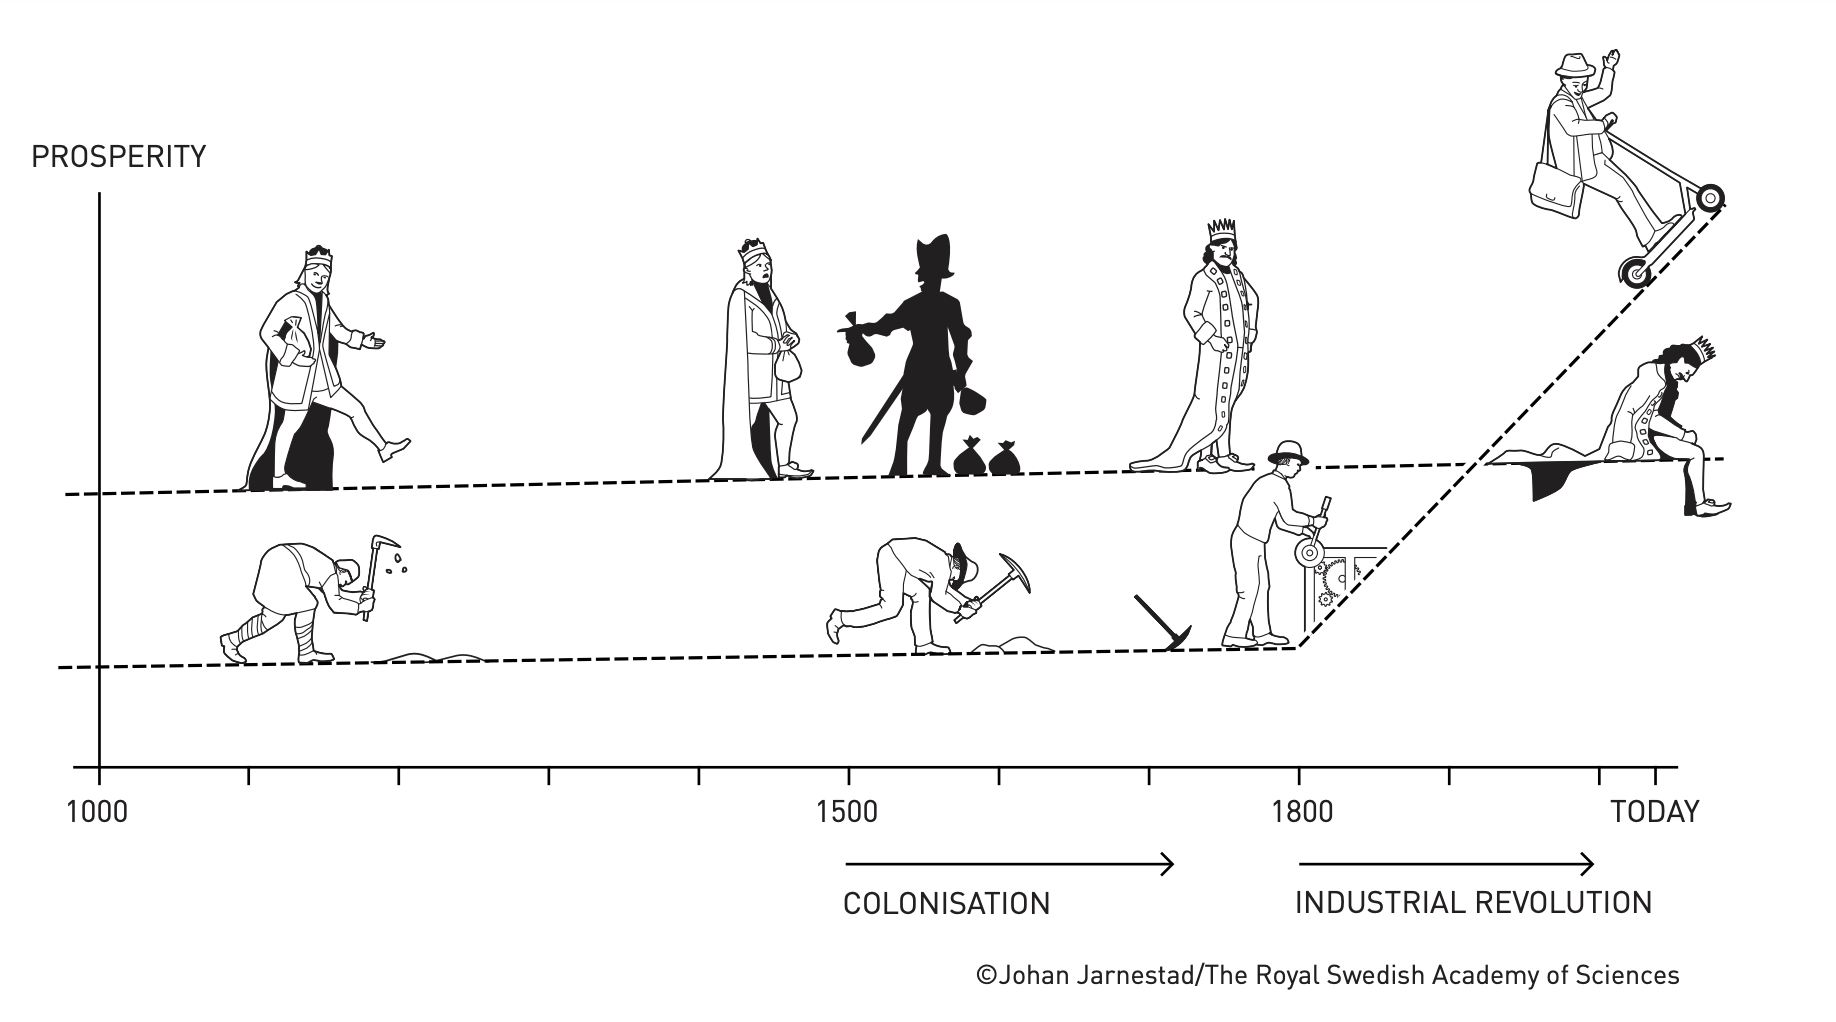 PROSPERITY
1000 1500 1800 TODAY
COLONISATION INDUSTRIAL REVOLUTION
©Johan Jarnestad/The Royal Swedish Academy of Sciences